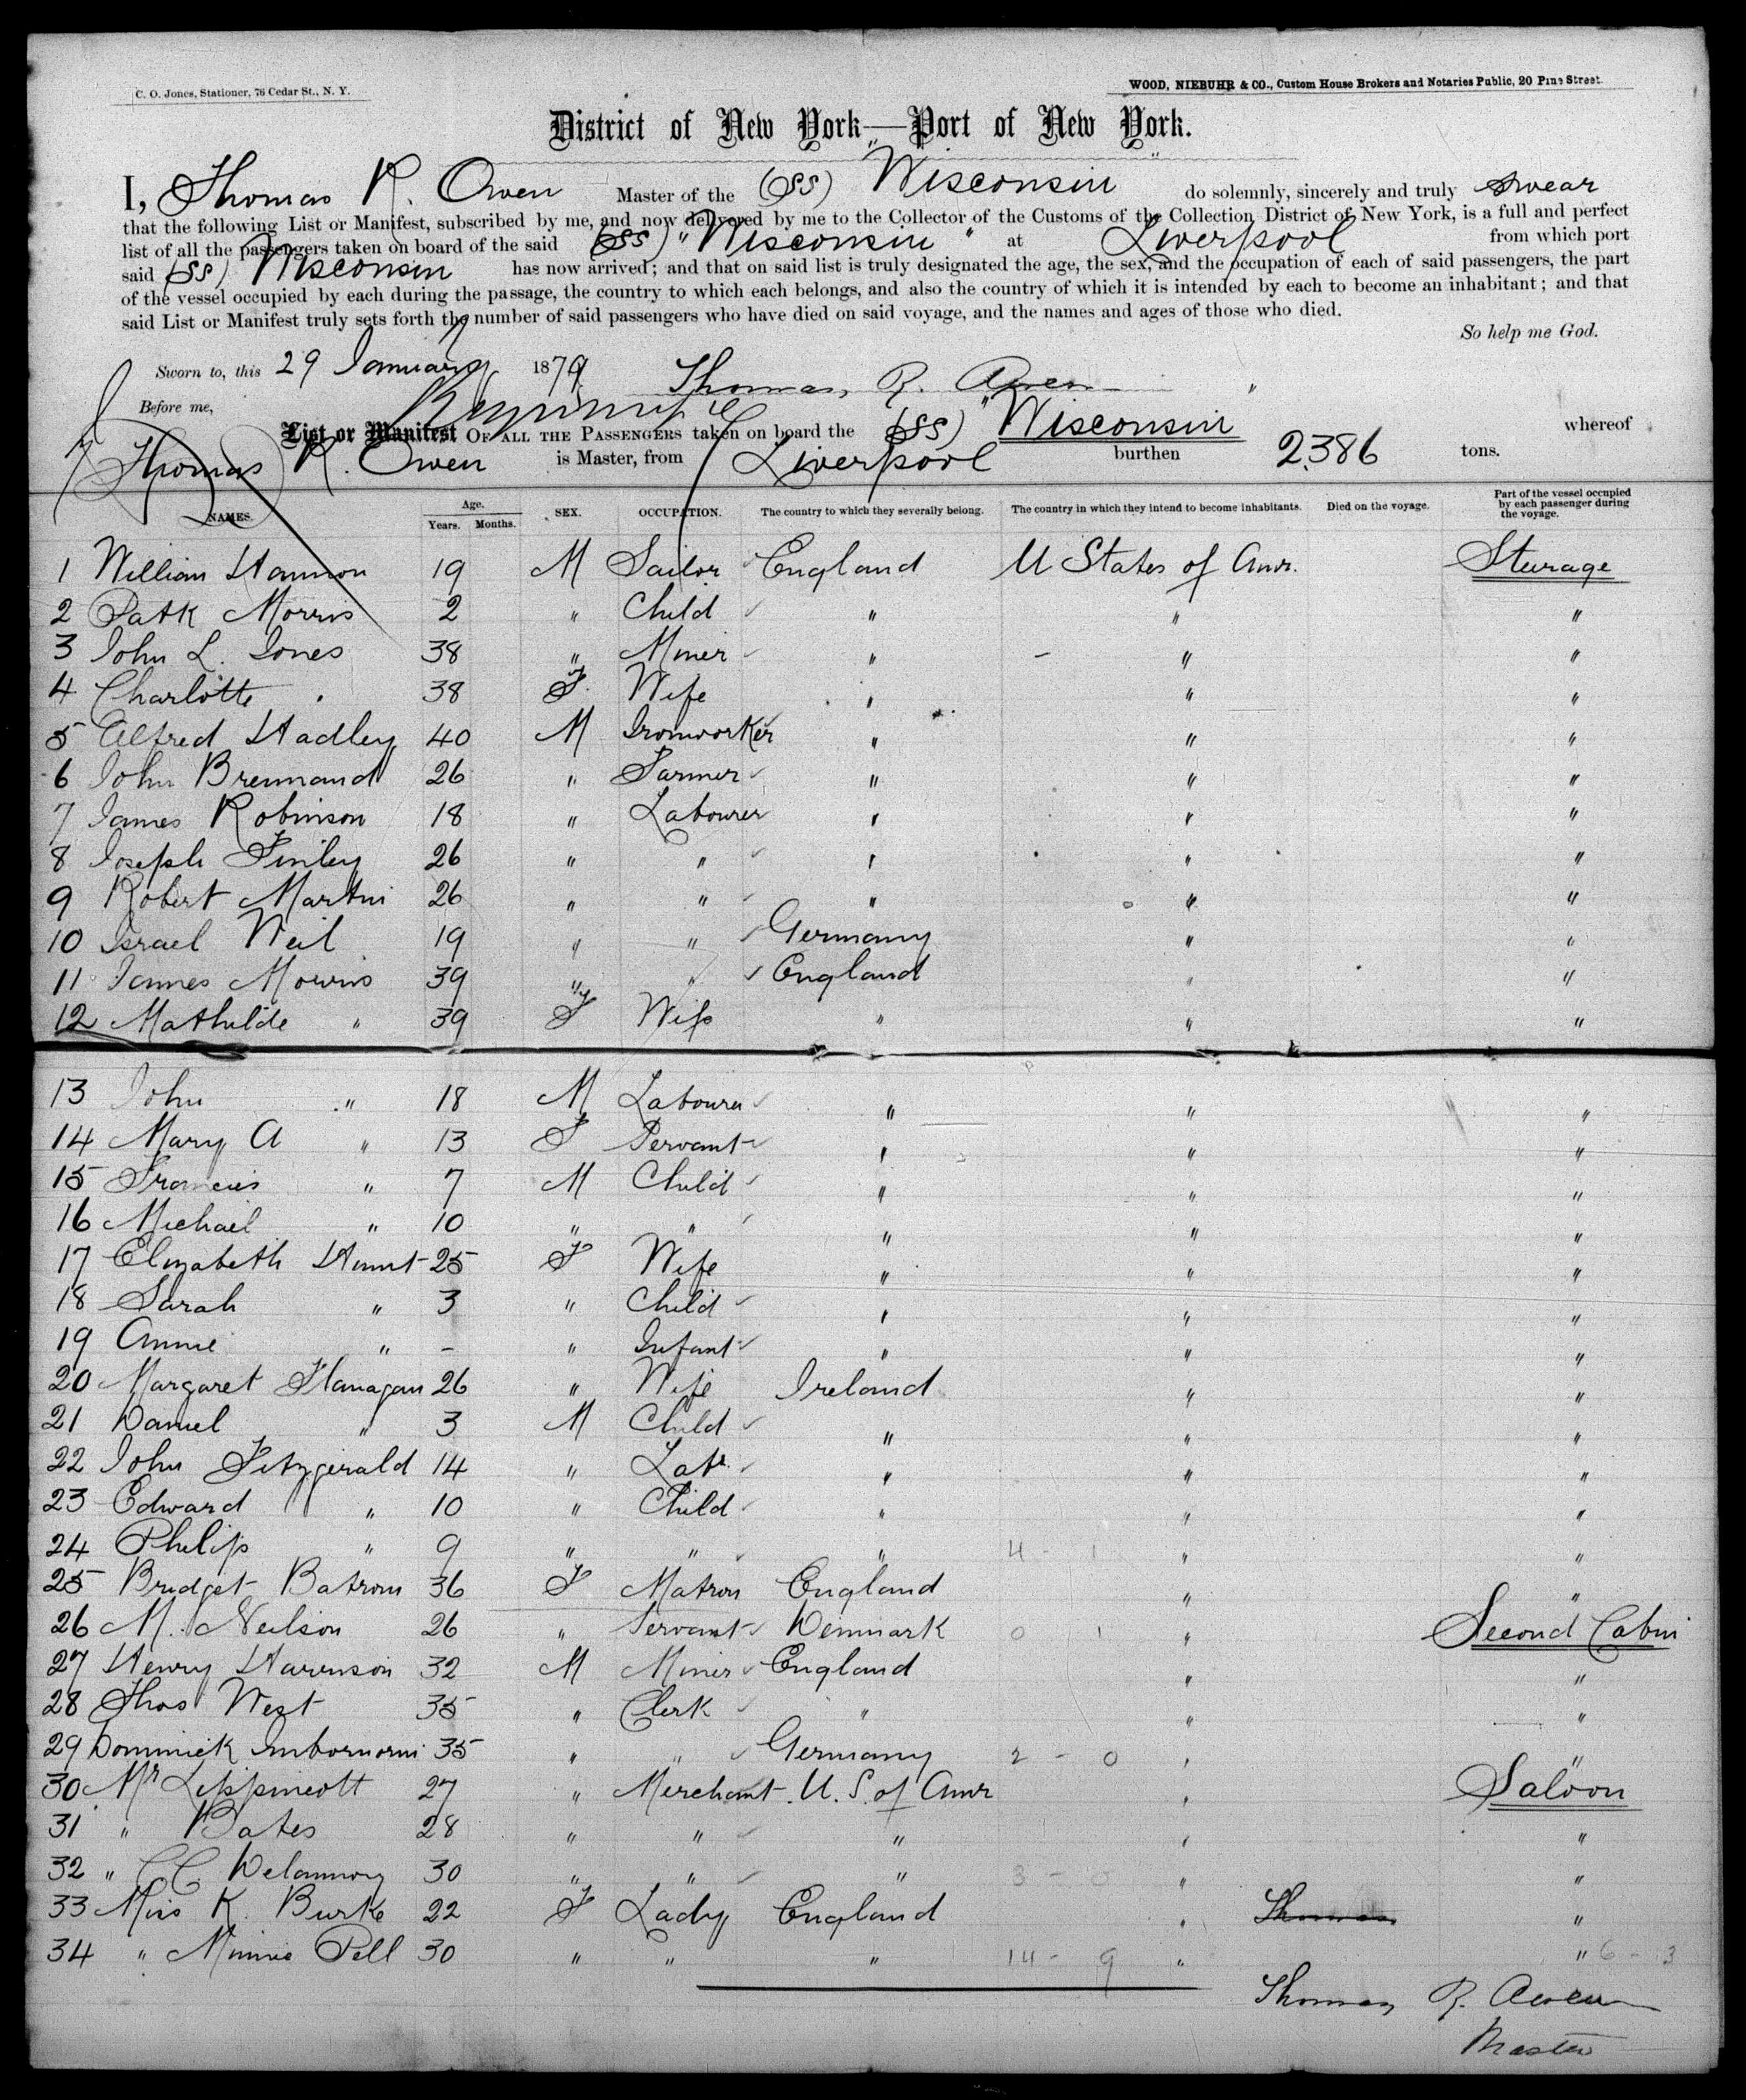 C. O. Jones, Stationer, 76 Cedar St., N. Y.
WOOD, NIEBUHR & CO., Custom House Brokers and Notaries Public, 20 Pine Street.
District of New York—Port of New York.
I, Thomas R. Owen Master of the (SS) Wisconsin do solemnly, sincerely and truly swear
that the following List or Manifest, subscribed by me, and now delivered by me to the Collector of the Customs of the Collection District of New York, is a full and perfect
list of all the passengers taken on board of the said (SS) "Wisconsin" at Liverpool from which port
said (SS) Wisconsin has now arrived; and that on said list is truly designated the age, the sex, and the occupation of each of said passengers, the part
of the vessel occupied by each during the passage, the country to which each belongs, and also the country of which it is intended by each to become an inhabitant; and that
said List or Manifest truly sets forth the number of said passengers who have died on said voyage, and the names and ages of those who died.
So help me God.
Sworn to, this 29 January 1879. Thomas R. Owen
Before me,
List or Manifest OF ALL THE PASSENGERS taken on board the (SS) "Wisconsin" whereof
Thomas R. Owen is Master, from Liverpool burthen 2386 tons.
NAMES. Age. Years. Months. SEX. OCCUPATION. The country to which they severally belong. The country in which they intend to become inhabitants. Died on the voyage. Part of the vessel occupied by each passenger during the voyage.
1 William Hannon 19 M Sailor England U States of Amr. Steerage
2 Patk Morris 2 " Child " " "
3 John L. Jones 38 " Miner " " "
4 Charlotte " 38 F Wife " " "
5 Alfred Hadley 40 M Ironworker " " "
6 John Brennand 26 " Farmer " " "
7 James Robinson 18 " Labourer " " "
8 Joseph Finley 26 " " " " "
9 Robert Martin 26 " " " " "
10 Israel Weil 19 " " Germany " "
11 James Morris 39 " " England " "
12 Mathilde " 39 F Wife " " "
13 John " 18 M Labourer " " "
14 Mary A " 13 F Servant " " "
15 Francis " 7 M Child " " "
16 Michael " 10 " " " " "
17 Elizabeth Hunt 25 F Wife " " "
18 Sarah " 3 " Child " " "
19 Annie " - " Infant " " "
20 Margaret Flanagan 26 " Wife Ireland " "
21 Daniel " 3 M Child " " "
22 John Fitzgerald 14 " Labr. " " "
23 Edward " 10 " Child " " "
24 Philip " 9 " " " 4 - 1 " "
25 Bridget 36 F Matron England " "
26 M. Neilson 26 " Servant Denmark 0 1 " Second Cabin
27 Henry Harrison 32 M Miner England " "
28 Thos West 35 " Clerk " " "
29 Dominick 35 " " Germany 2 - 0 " "
30 Mr Lippincott 27 " Merchant U. S. of Amr " Saloon
31 " Bates 28 " " " " "
32 " C C Delannoy 30 " " " 3 - 0 " "
33 Miss K. Burke 22 F Lady England " Thomas "
34 " Minnie Pell 30 " " " 14 - 9 " " 6 - 3
Thomas R. Owen
Master